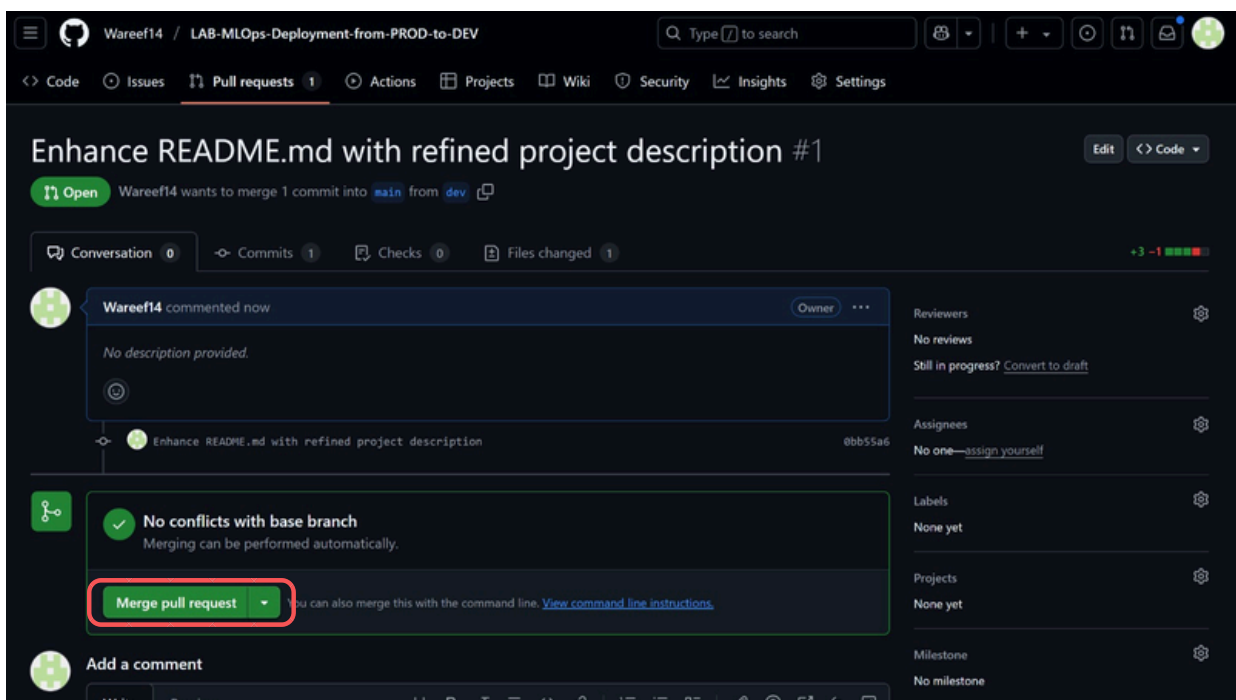 Wareef14 / LAB-MLOps-Deployment-from-PROD-to-DEV
Type / to search
Code
Issues
Pull requests 1
Actions
Projects
Wiki
Security
Insights
Settings
Enhance README.md with refined project description #1
Edit
Code
Open
Wareef14 wants to merge 1 commit into main from dev
Conversation 0
Commits 1
Checks 0
Files changed 1
+3 −1
Wareef14 commented now
Owner
No description provided.
Enhance README.md with refined project description
0bb55a6
No conflicts with base branch
Merging can be performed automatically.
Merge pull request
You can also merge this with the command line. View command line instructions.
Add a comment
Reviewers
No reviews
Still in progress? Convert to draft
Assignees
No one—assign yourself
Labels
None yet
Projects
None yet
Milestone
No milestone